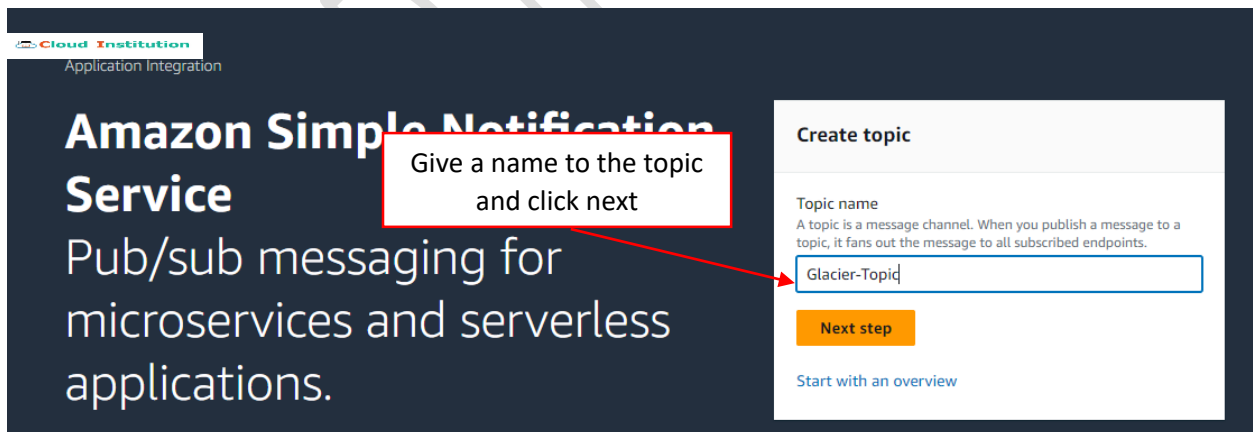 Cloud Institution
Application Integration
Amazon Simple Notification
Service
Pub/sub messaging for
microservices and serverless
applications.
Give a name to the topic
and click next
Create topic
Topic name
A topic is a message channel. When you publish a message to a
topic, it fans out the message to all subscribed endpoints.
Glacier-Topic
Next step
Start with an overview